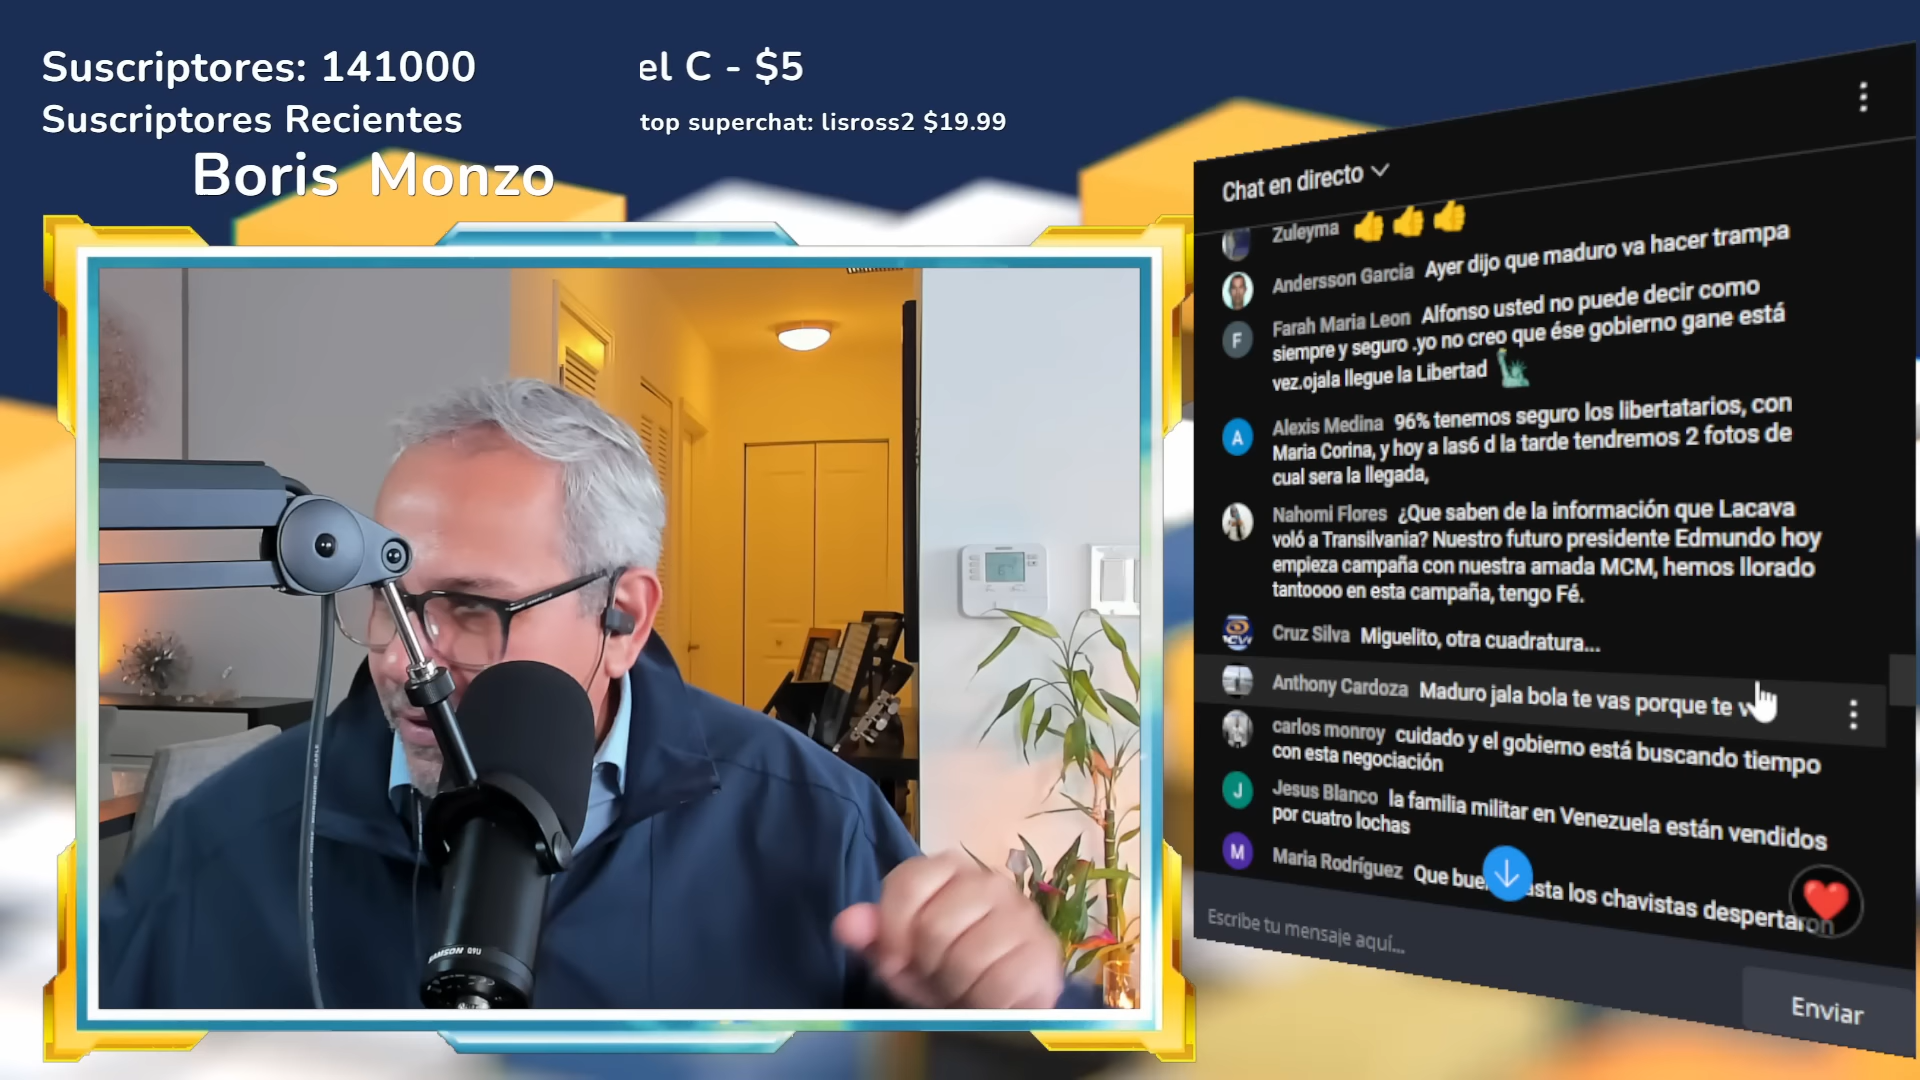 Suscriptores: 141000
Suscriptores Recientes
Boris Monzo
el C - $5
top superchat: lisross2 $19.99
Chat en directo
Zuleyma 👍👍👍
Andersson Garcia Ayer dijo que maduro va hacer trampa
Farah Maria Leon Alfonso usted no puede decir como
siempre y seguro .yo no creo que ése gobierno gane está
vez.ojala llegue la Libertad 🗽
Alexis Medina 96% tenemos seguro los libertatarios, con
Maria Corina, y hoy a las6 d la tarde tendremos 2 fotos de
cual sera la llegada,
Nahomi Flores ¿Que saben de la información que Lacava
voló a Transilvania? Nuestro futuro presidente Edmundo hoy
empieza campaña con nuestra amada MCM, hemos llorado
tantoooo en esta campaña, tengo Fé.
Cruz Silva Miguelito, otra cuadratura...
Anthony Cardoza Maduro jala bola te vas porque te
carlos monroy cuidado y el gobierno está buscando tiempo
con esta negociación
Jesus Blanco la familia militar en Venezuela están vendidos
por cuatro lochas
Maria Rodríguez Que los chavistas despertaron
Escribe tu mensaje aquí...
Enviar
SAMSON Q9U